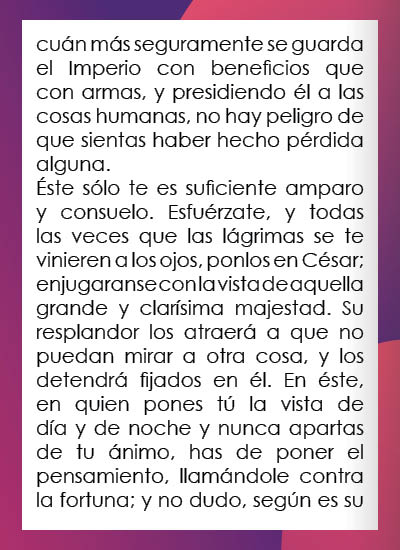 cuán más seguramente se guarda
el Imperio con beneficios que
con armas, y presidiendo él a las
cosas humanas, no hay peligro de
que sientas haber hecho pérdida
alguna.
Éste sólo te es suficiente amparo
y consuelo. Esfuérzate, y todas
las veces que las lágrimas se te
vinieren a los ojos, ponlos en César;
enjugaranse con la vista de aquella
grande y clarísima majestad. Su
resplandor los atraerá a que no
puedan mirar a otra cosa, y los
detendrá fijados en él. En éste,
en quien pones tú la vista de
día y de noche y nunca apartas
de tu ánimo, has de poner el
pensamiento, llamándole contra
la fortuna; y no dudo, según es su